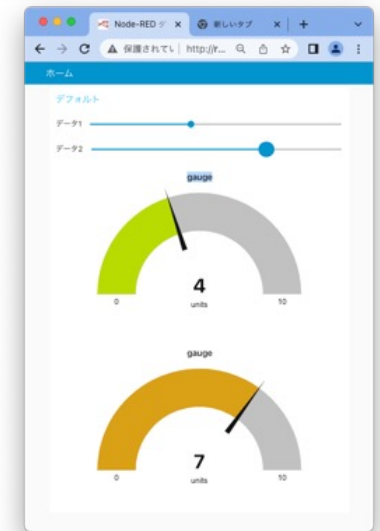 Node-RED ダ
新しいタブ
保護されてい
http://r...
ホーム
デフォルト
データ1
データ2
gauge
4
units
0
10
gauge
7
units
0
10